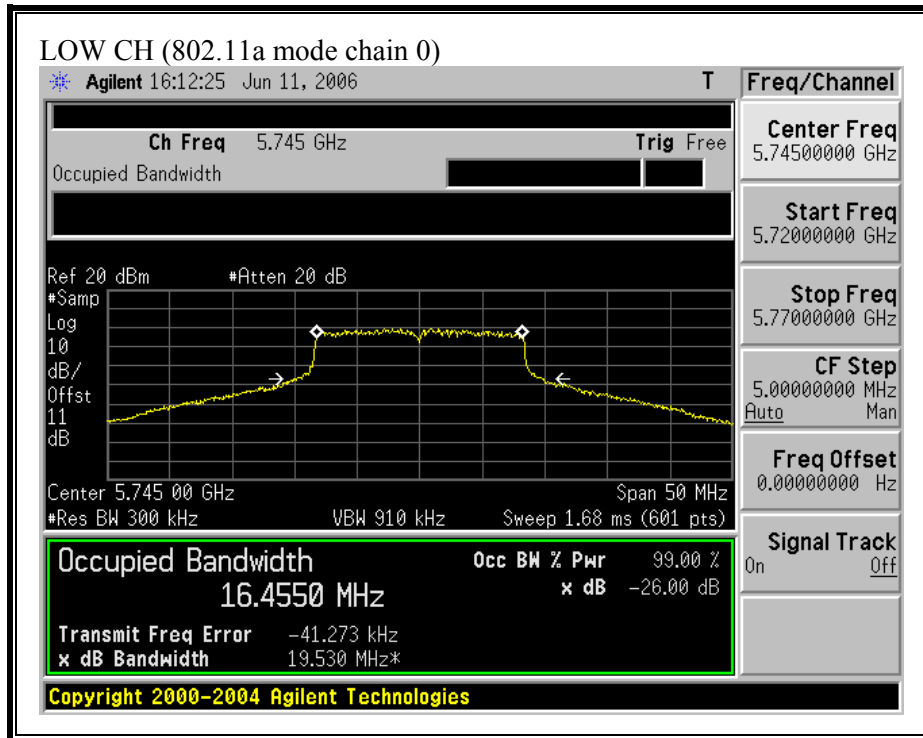 LOW CH (802.11a mode chain 0)
Agilent 16:12:25 Jun 11, 2006 T
Freq/Channel
Ch Freq 5.745 GHz Trig Free
Occupied Bandwidth
Center Freq
5.74500000 GHz
Start Freq
5.72000000 GHz
Stop Freq
5.77000000 GHz
CF Step
5.00000000 MHz
Auto Man
Freq Offset
0.00000000 Hz
Signal Track
On Off
Ref 20 dBm #Atten 20 dB
#Samp
Log
10
dB/
Offst
11
dB
Center 5.745 00 GHz Span 50 MHz
#Res BW 300 kHz VBW 910 kHz Sweep 1.68 ms (601 pts)
Occupied Bandwidth Occ BW % Pwr 99.00 %
16.4550 MHz x dB -26.00 dB
Transmit Freq Error -41.273 kHz
x dB Bandwidth 19.530 MHz*
Copyright 2000-2004 Agilent Technologies